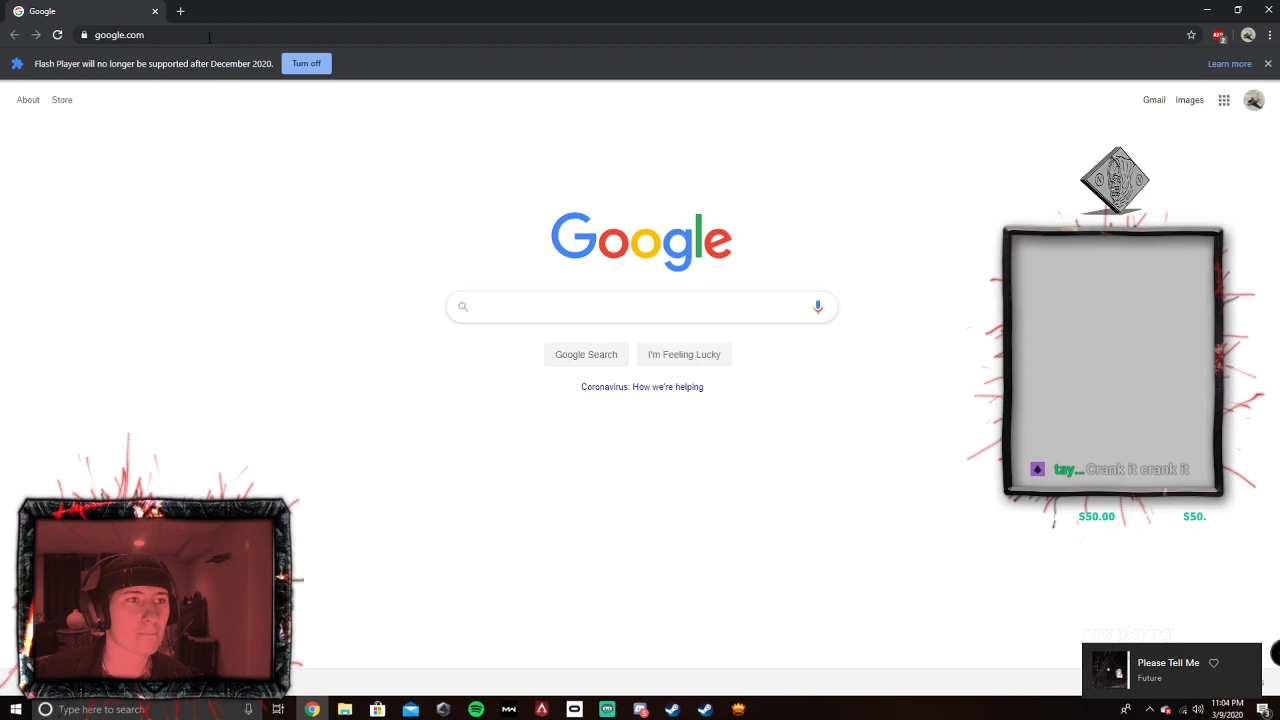 Google
google.com
Flash Player will no longer be supported after December 2020.
Turn off
Learn more
About
Store
Gmail
Images
Google
Google Search
I'm Feeling Lucky
Coronavirus: How we're helping
tay... Crank it crank it
$50.00
$50.
Please Tell Me
Future
Type here to search
11:04 PM
3/9/2020